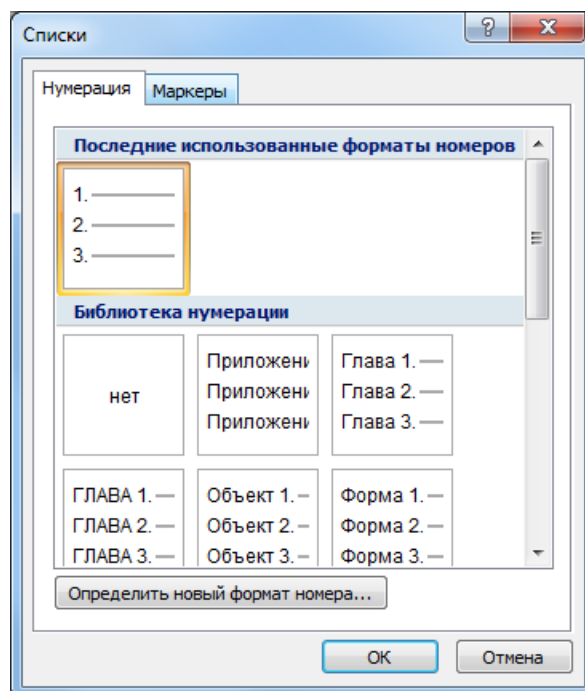 Списки
Нумерация Маркеры
Последние использованные форматы номеров
1.
2.
3.
Библиотека нумерации
нет
Приложени
Приложени
Приложени
Глава 1.
Глава 2.
Глава 3.
ГЛАВА 1.
ГЛАВА 2.
ГЛАВА 3.
Объект 1.
Объект 2.
Объект 3.
Форма 1.
Форма 2.
Форма 3.
Определить новый формат номера...
ОК Отмена